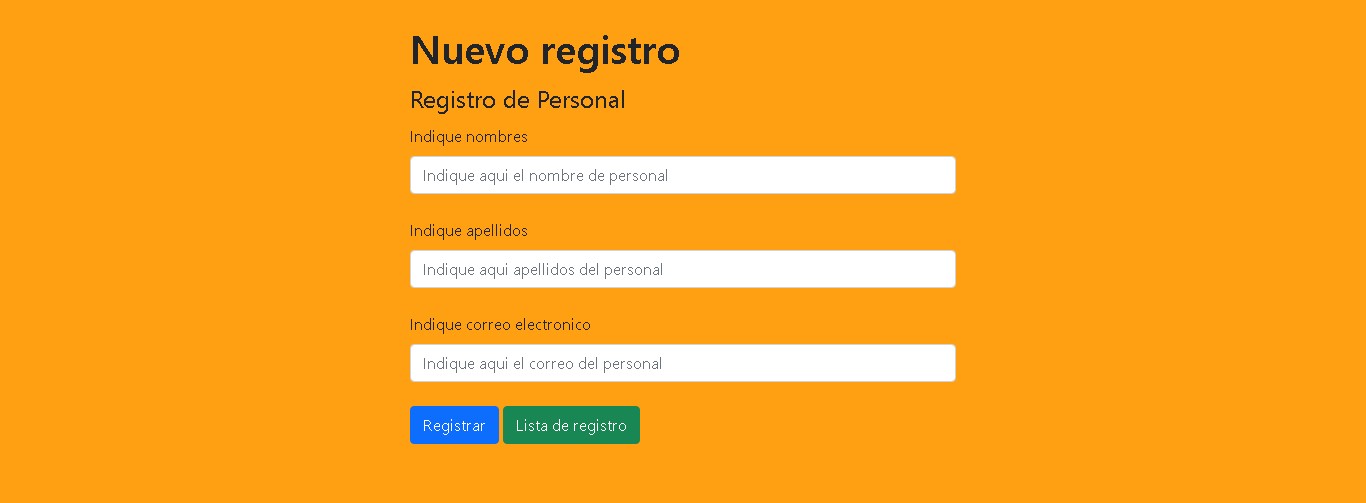 Nuevo registro
Registro de Personal
Indique nombres
Indique aqui el nombre de personal
Indique apellidos
Indique aqui apellidos del personal
Indique correo electronico
Indique aqui el correo del personal
Registrar Lista de registro